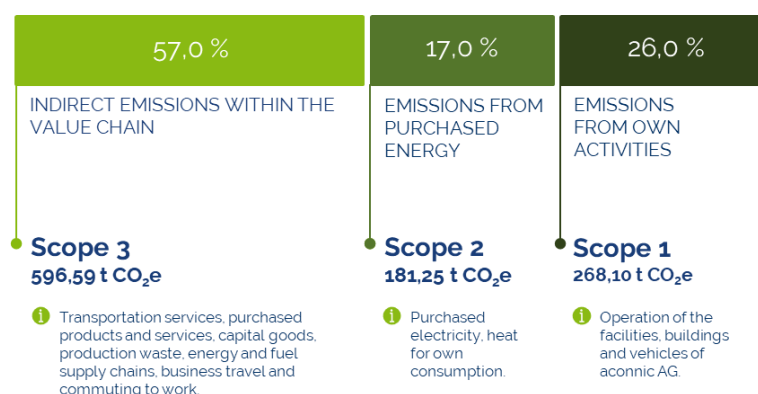 57,0 %
17,0 %
26,0 %
INDIRECT EMISSIONS WITHIN THE
VALUE CHAIN
EMISSIONS FROM
PURCHASED
ENERGY
EMISSIONS
FROM OWN
ACTIVITIES
Scope 3
596,59 t CO₂e
Scope 2
181,25 t CO₂e
Scope 1
268,10 t CO₂e
Transportation services, purchased
products and services, capital goods,
production waste, energy and fuel
supply chains, business travel and
commuting to work.
Purchased
electricity, heat
for own
consumption.
Operation of the
facilities, buildings
and vehicles of
aconnic AG.